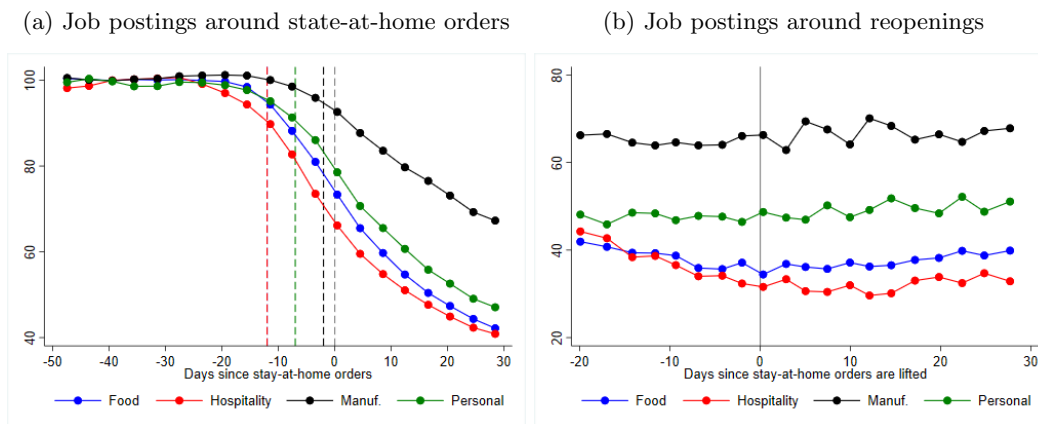 (a) Job postings around state-at-home orders
100
80
60
40
-50 -40 -30 -20 -10 0 10 20 30
Days since stay-at-home orders
Food Hospitality Manuf. Personal
(b) Job postings around reopenings
80
60
40
20
-20 -10 0 10 20 30
Days since stay-at-home orders are lifted
Food Hospitality Manuf. Personal